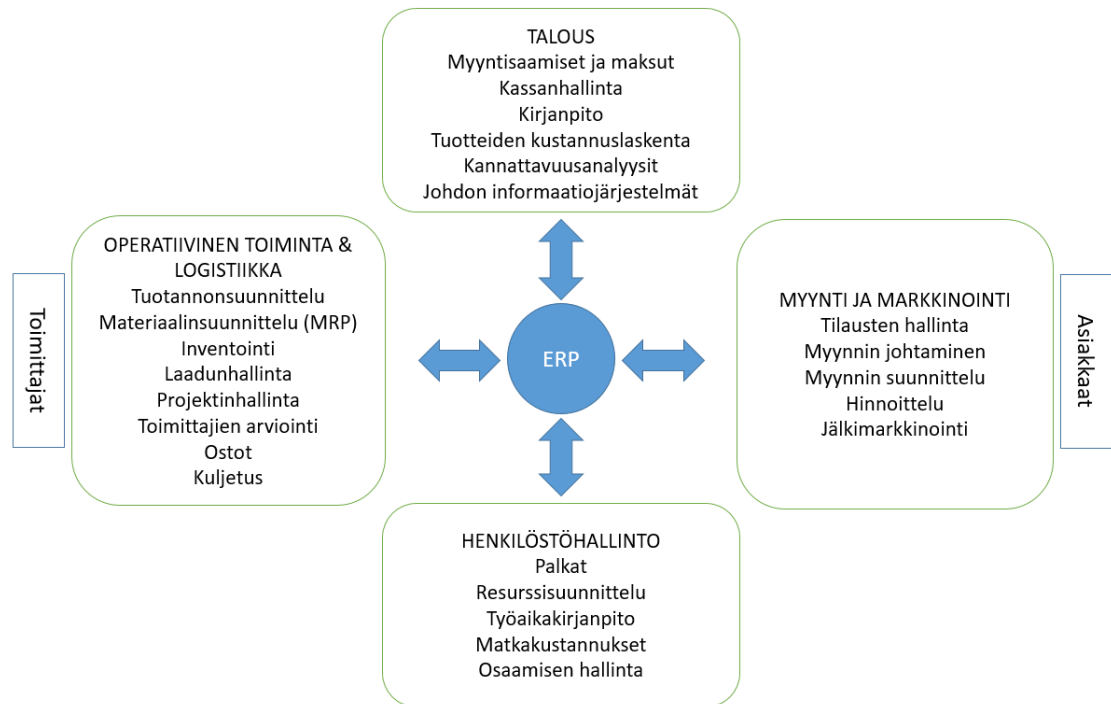 TALOUS
Myyntisaamiset ja maksut
Kassanhallinta
Kirjanpito
Tuotteiden kustannuslaskenta
Kannattavuusanalyysit
Johdon informaatiojärjestelmät
Toimittajat
OPERATIIVINEN TOIMINTA &
LOGISTIIKKA
Tuotannonsuunnittelu
Materiaalinsuunnittelu (MRP)
Inventointi
Laadunhallinta
Projektinhallinta
Toimittajien arviointi
Ostot
Kuljetus
ERP
MYYNTI JA MARKKINOINTI
Tilausten hallinta
Myynnin johtaminen
Myynnin suunnittelu
Hinnoittelu
Jälkimarkkinointi
Asiakkaat
HENKILÖSTÖHALLINTO
Palkat
Resurssisuunnittelu
Työaikakirjanpito
Matkakustannukset
Osaamisen hallinta